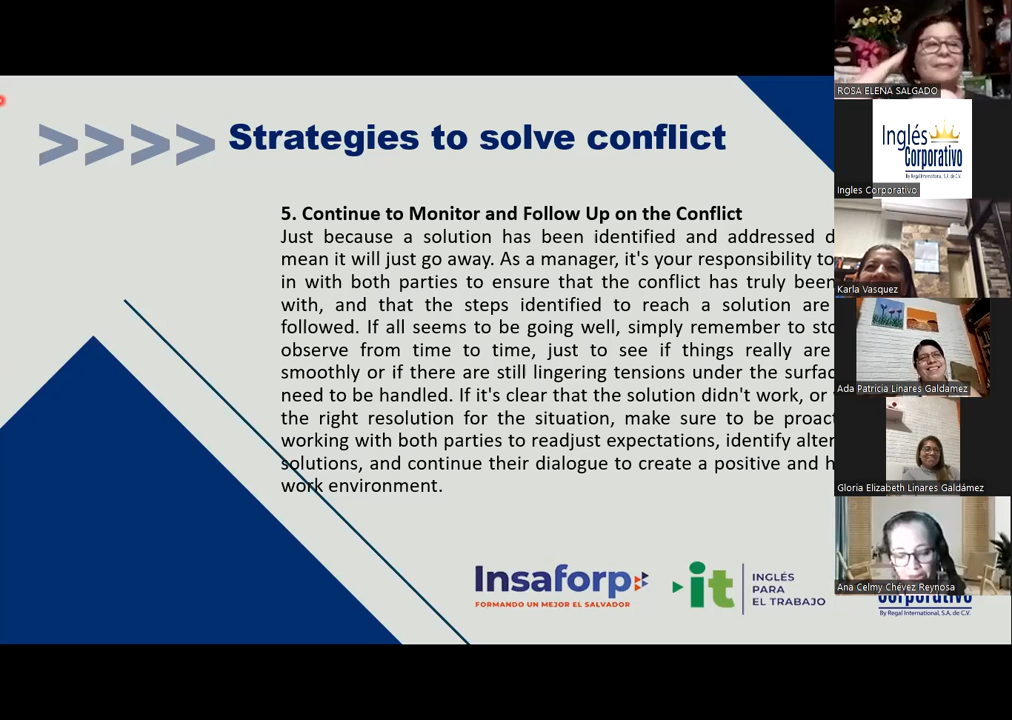 >>>> Strategies to solve conflict
5. Continue to Monitor and Follow Up on the Conflict
Just because a solution has been identified and addressed d
mean it will just go away. As a manager, it's your responsibility to
in with both parties to ensure that the conflict has truly been
with, and that the steps identified to reach a solution are
followed. If all seems to be going well, simply remember to sto
observe from time to time, just to see if things really are
smoothly or if there are still lingering tensions under the surfac
need to be handled. If it's clear that the solution didn't work, or
the right resolution for the situation, make sure to be proact
working with both parties to readjust expectations, identify alter
solutions, and continue their dialogue to create a positive and h
work environment.
Insaforp
FORMANDO UN MEJOR EL SALVADOR
it
INGLÉS
PARA
EL TRABAJO
Corporativo
By Regal International, S.A. de C.V.
ROSA ELENA SALGADO
Inglés
Corporativo
By Regal International, S.A. de C.V.
Ingles Corporativo
Karla Vasquez
Ada Patricia Linares Galdamez
Gloria Elizabeth Linares Galdámez
Ana Celmy Chévez Reynosa